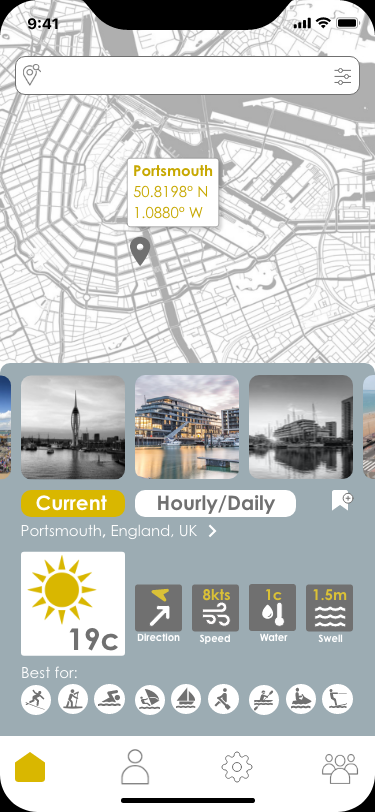 9:41
Portsmouth
50.8198° N
1.0880° W
Current
Hourly/Daily
Portsmouth, England, UK
19c
8kts
1c
1.5m
Direction
Speed
Water
Swell
Best for: